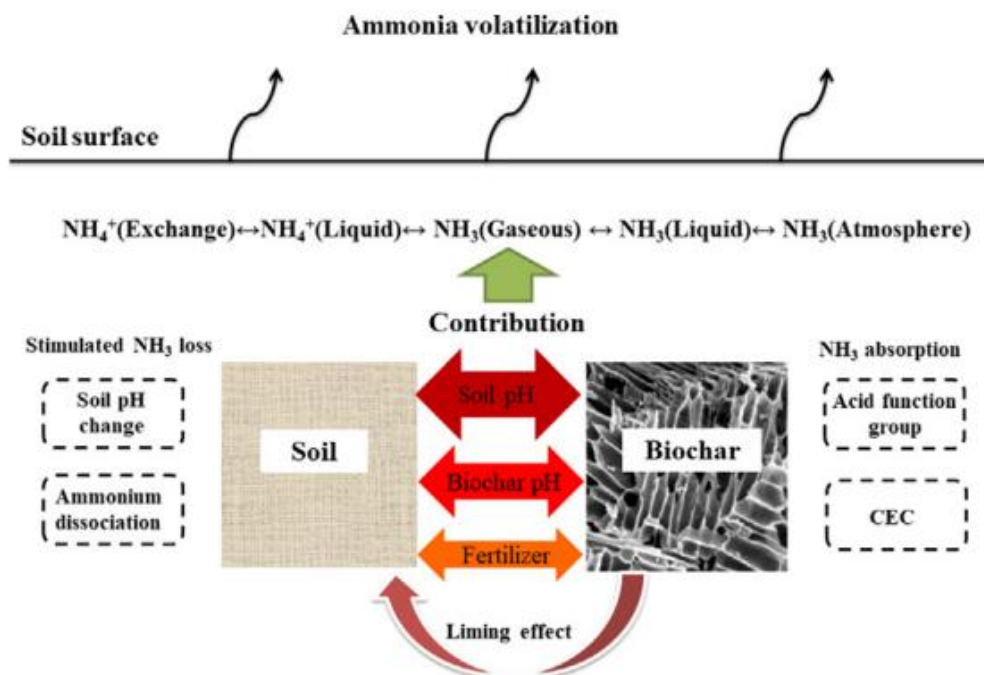 Ammonia volatilization
Soil surface
NH₄⁺(Exchange)↔NH₄⁺(Liquid)↔ NH₃(Gaseous) ↔ NH₃(Liquid)↔ NH₃(Atmosphere)
Contribution
Stimulated NH₃ loss
Soil pH
change
Ammonium
dissociation
Soil
Soil pH
Biochar pH
Fertilizer
Biochar
NH₃ absorption
Acid function
group
CEC
Liming effect